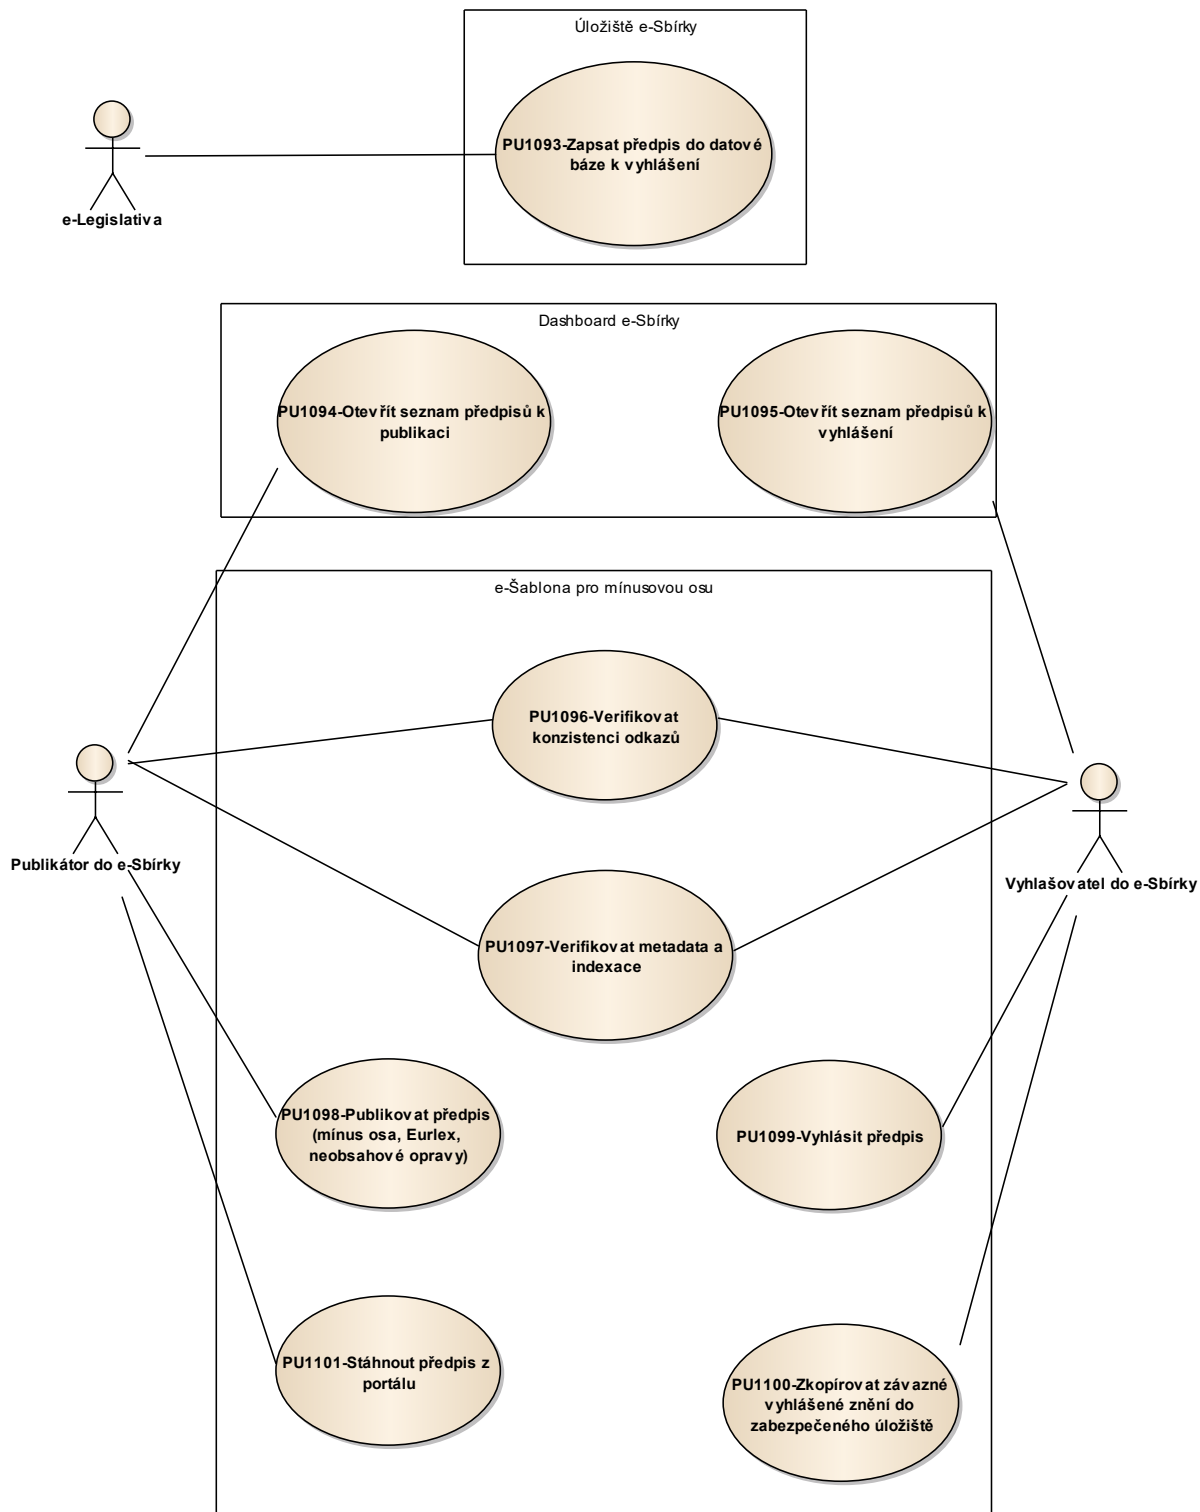 Úložiště e-Sbírky
PU1093-Zapsat předpis do datové
báze k vyhlášení
e-Legislativa
Dashboard e-Sbírky
PU1094-Otevřít seznam předpisů k
publikaci
PU1095-Otevřít seznam předpisů k
vyhlášení
e-Šablona pro mínusovou osu
PU1096-Verifikovat
konzistenci odkazů
Publikátor do e-Sbírky
Vyhlašovatel do e-Sbírky
PU1097-Verifikovat metadata a
indexace
PU1098-Publikovat předpis
(mínus osa, Eurlex,
neobsahové opravy)
PU1099-Vyhlásit předpis
PU1101-Stáhnout předpis z
portálu
PU1100-Zkopírovat závazné
vyhlášené znění do
zabezpečeného úložiště